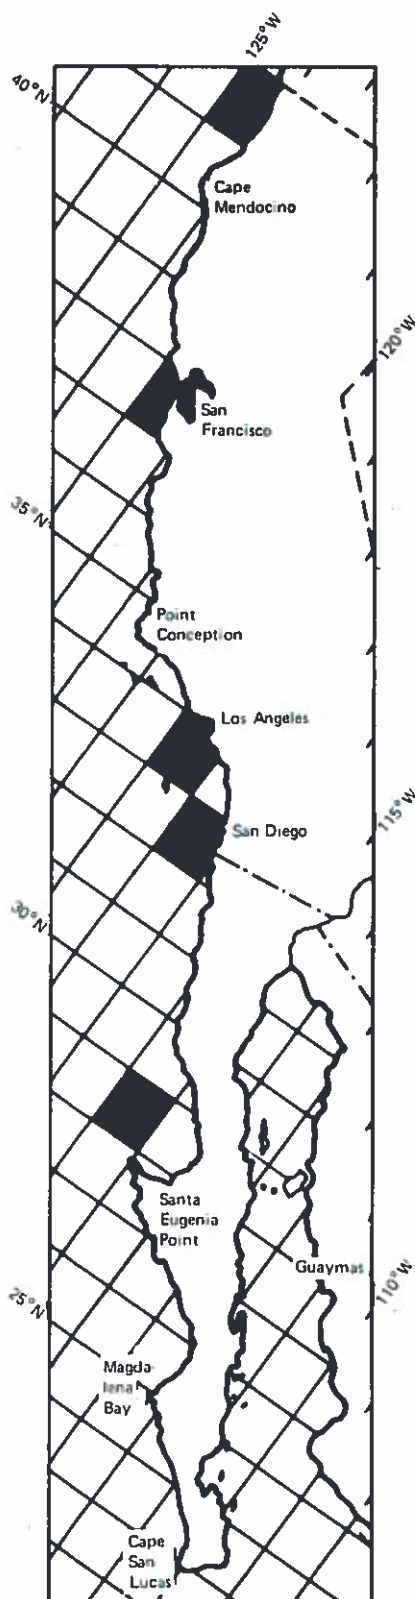 125°W
40°N
Cape
Mendocino
120°W
San
Francisco
35°N
Point
Conception
Los Angeles
115°W
San Diego
30°N
Santa
Eugenia
Point
Guaymas
110°W
25°N
Magda-
lena
Bay
Cape
San
Lucas